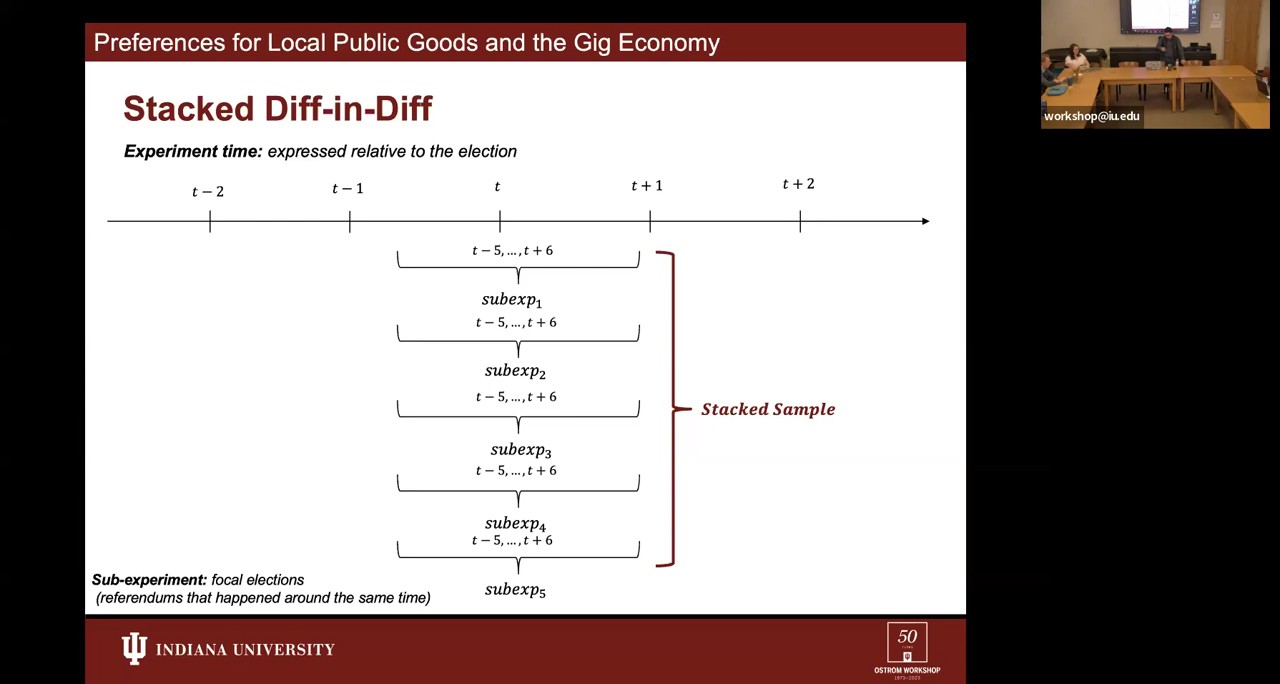 Preferences for Local Public Goods and the Gig Economy
Stacked Diff-in-Diff
Experiment time: expressed relative to the election
t − 2
t − 1
t
t + 1
t + 2
t − 5, ..., t + 6
subexp1
t − 5, ..., t + 6
subexp2
t − 5, ..., t + 6
subexp3
t − 5, ..., t + 6
subexp4
t − 5, ..., t + 6
subexp5
Stacked Sample
Sub-experiment: focal elections
(referendums that happened around the same time)
INDIANA UNIVERSITY
50
OSTROM WORKSHOP
1973–2023
workshop@iu.edu